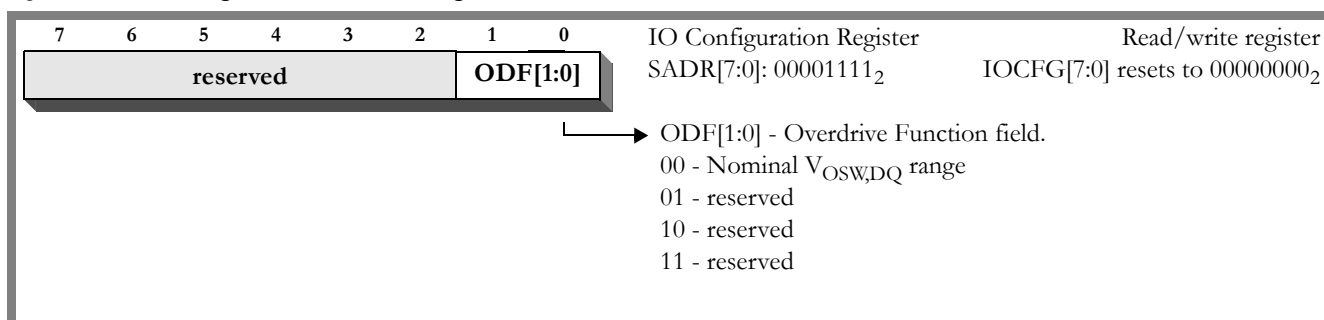 7 6 5 4 3 2 1 0
reserved ODF[1:0]
IO Configuration Register Read/write register
SADR[7:0]: 00001111₂ IOCFG[7:0] resets to 00000000₂
ODF[1:0] - Overdrive Function field.
00 - Nominal V_OSW,DQ range
01 - reserved
10 - reserved
11 - reserved